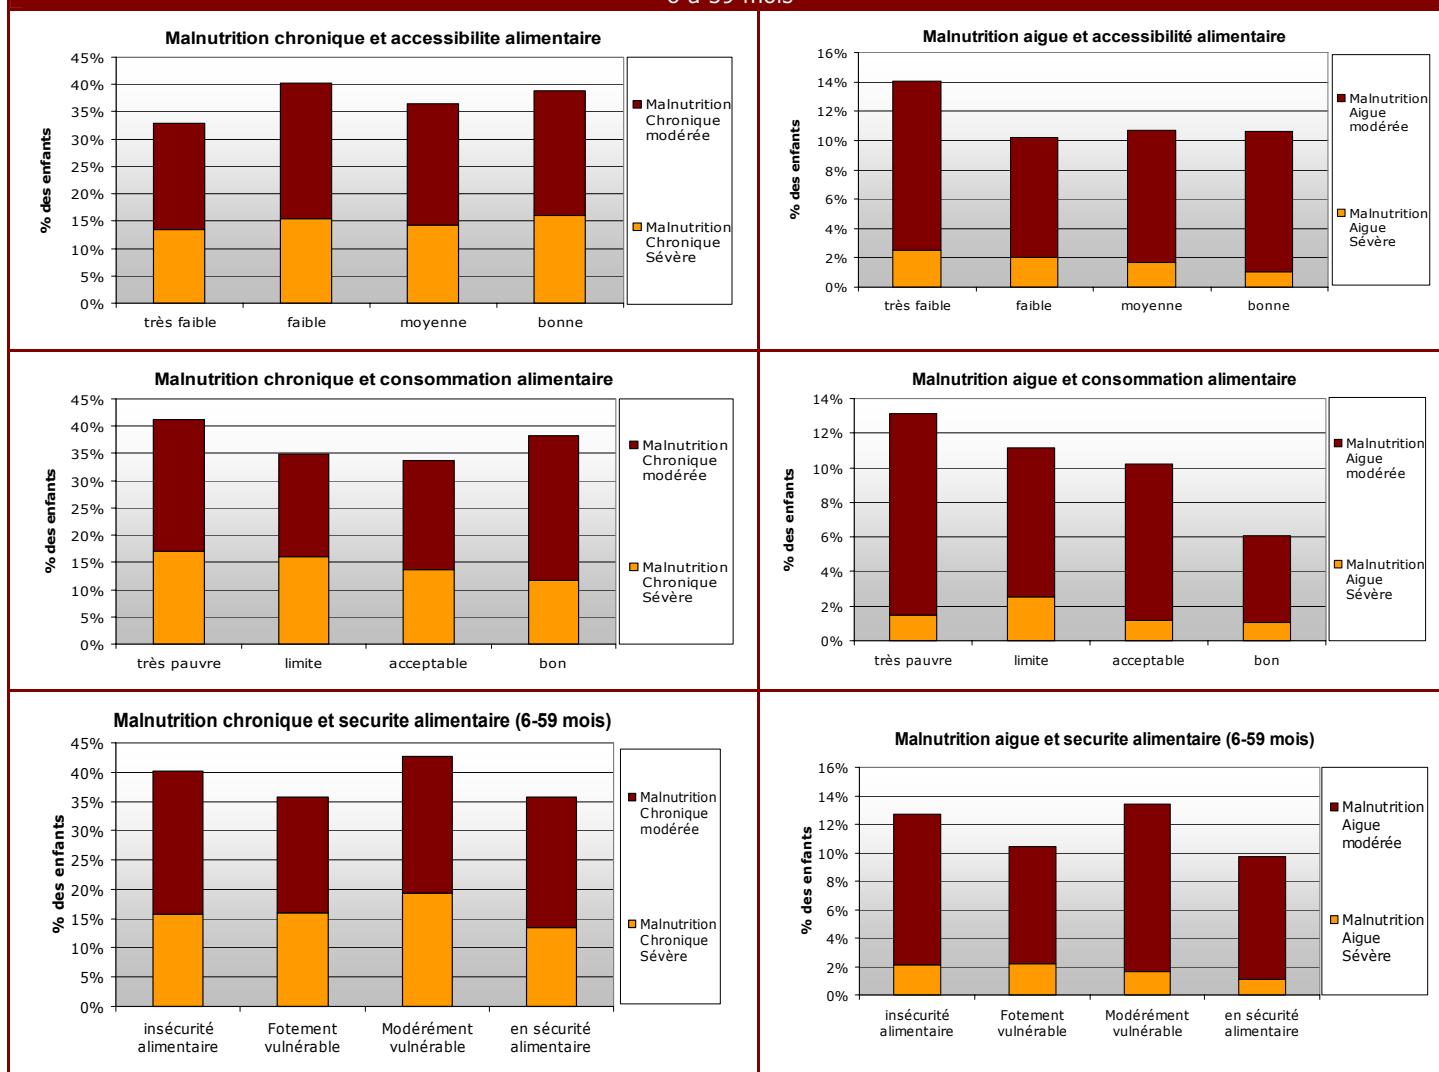 6 à 59 mois
Malnutrition chronique et accessibilite alimentaire
45%
40%
35%
30%
25%
20%
15%
10%
5%
0%
% des enfants
très faible
faible
moyenne
bonne
Malnutrition
Chronique
modérée
Malnutrition
Chronique
Sévère
Malnutrition aigue et accessibilité alimentaire
16%
14%
12%
10%
8%
6%
4%
2%
0%
% des enfants
très faible
faible
moyenne
bonne
Malnutrition
Aigue
modérée
Malnutrition
Aigue
Sévère
Malnutrition chronique et consommation alimentaire
45%
40%
35%
30%
25%
20%
15%
10%
5%
0%
% des enfants
très pauvre
limite
acceptable
bon
Malnutrition
Chronique
modérée
Malnutrition
Chronique
Sévère
Malnutrition aigue et consommation alimentaire
14%
12%
10%
8%
6%
4%
2%
0%
% des enfants
très pauvre
limite
acceptable
bon
Malnutrition
Aigue
modérée
Malnutrition
Aigue
Sévère
Malnutrition chronique et securite alimentaire (6-59 mois)
45%
40%
35%
30%
25%
20%
15%
10%
5%
0%
% des enfants
insécurité
alimentaire
Fotement
vulnérable
Modérément
vulnérable
en sécurité
alimentaire
Malnutrition
Chronique
modérée
Malnutrition
Chronique
Sévère
Malnutrition aigue et securite alimentaire (6-59 mois)
16%
14%
12%
10%
8%
6%
4%
2%
0%
% des enfants
insécurité
alimentaire
Fotement
vulnérable
Modérément
vulnérable
en sécurité
alimentaire
Malnutrition
Aigue
modérée
Malnutrition
Aigue
Sévère